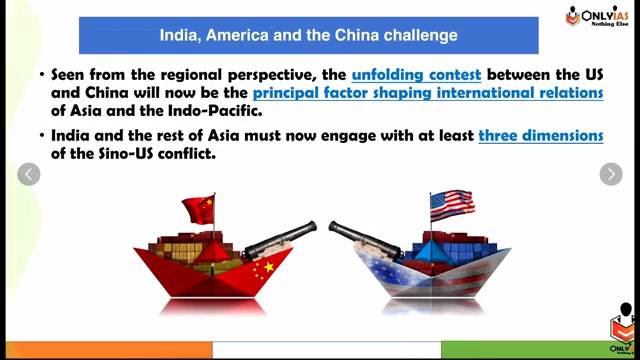 ONLYIAS
Nothing Else
India, America and the China challenge
• Seen from the regional perspective, the unfolding contest between the US
and China will now be the principal factor shaping international relations
of Asia and the Indo-Pacific.
• India and the rest of Asia must now engage with at least three dimensions
of the Sino-US conflict.
ONLY
Nothing